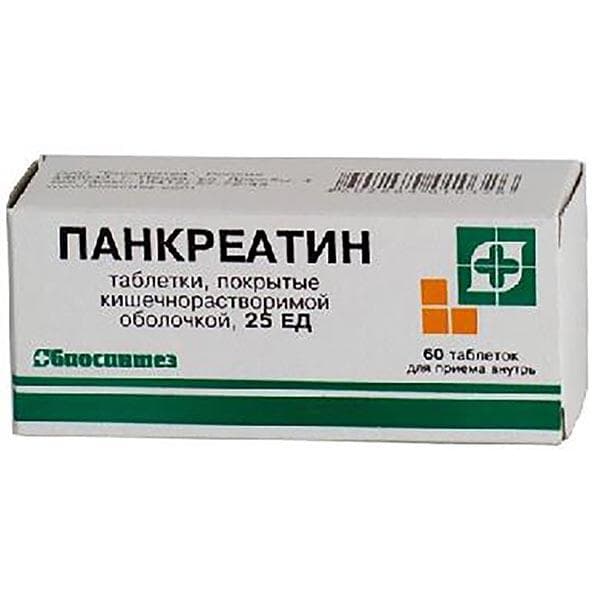 ПАНКРЕАТИН
таблетки, покрытые
кишечнорастворимой
оболочкой, 25 ЕД
биосинтез
60 таблеток
для приема внутрь